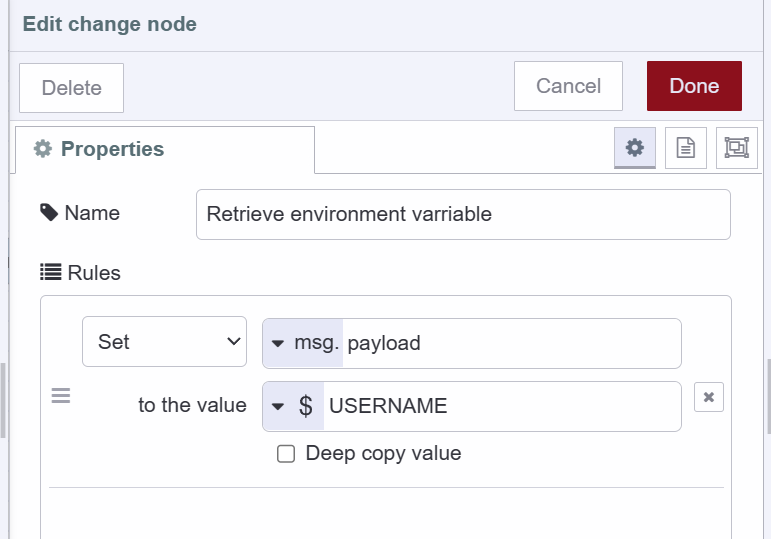 Edit change node
Delete
Cancel
Done
Properties
Name
Retrieve environment varriable
Rules
Set
msg. payload
to the value
$ USERNAME
Deep copy value